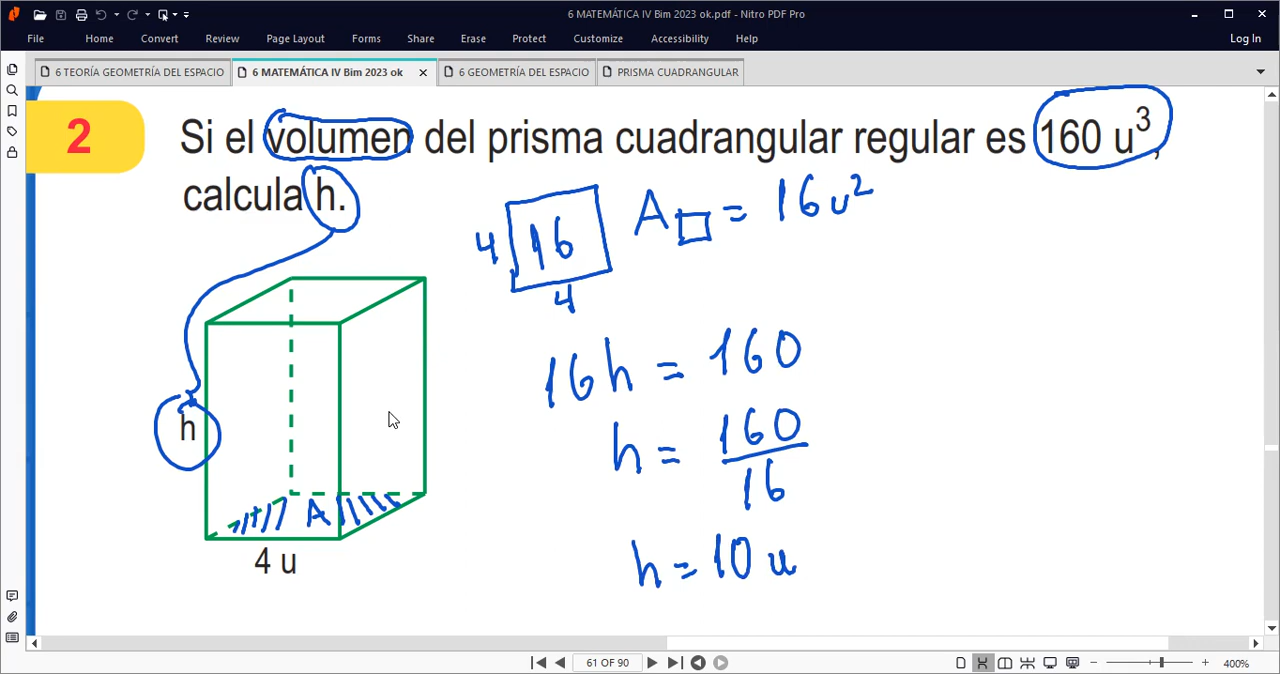 6 MATEMÁTICA IV Bim 2023 ok.pdf - Nitro PDF Pro
File Home Convert Review Page Layout Forms Share Erase Protect Customize Accessibility Help Log In
6 TEORÍA GEOMETRÍA DEL ESPACIO 6 MATEMÁTICA IV Bim 2023 ok 6 GEOMETRÍA DEL ESPACIO PRISMA CUADRANGULAR
2 Si el volumen del prisma cuadrangular regular es 160 u³,
calcula h.
A□ = 16u²
4 16
4
16h = 160
h
h = 160/16
A
4 u
h = 10 u
61 OF 90
400%